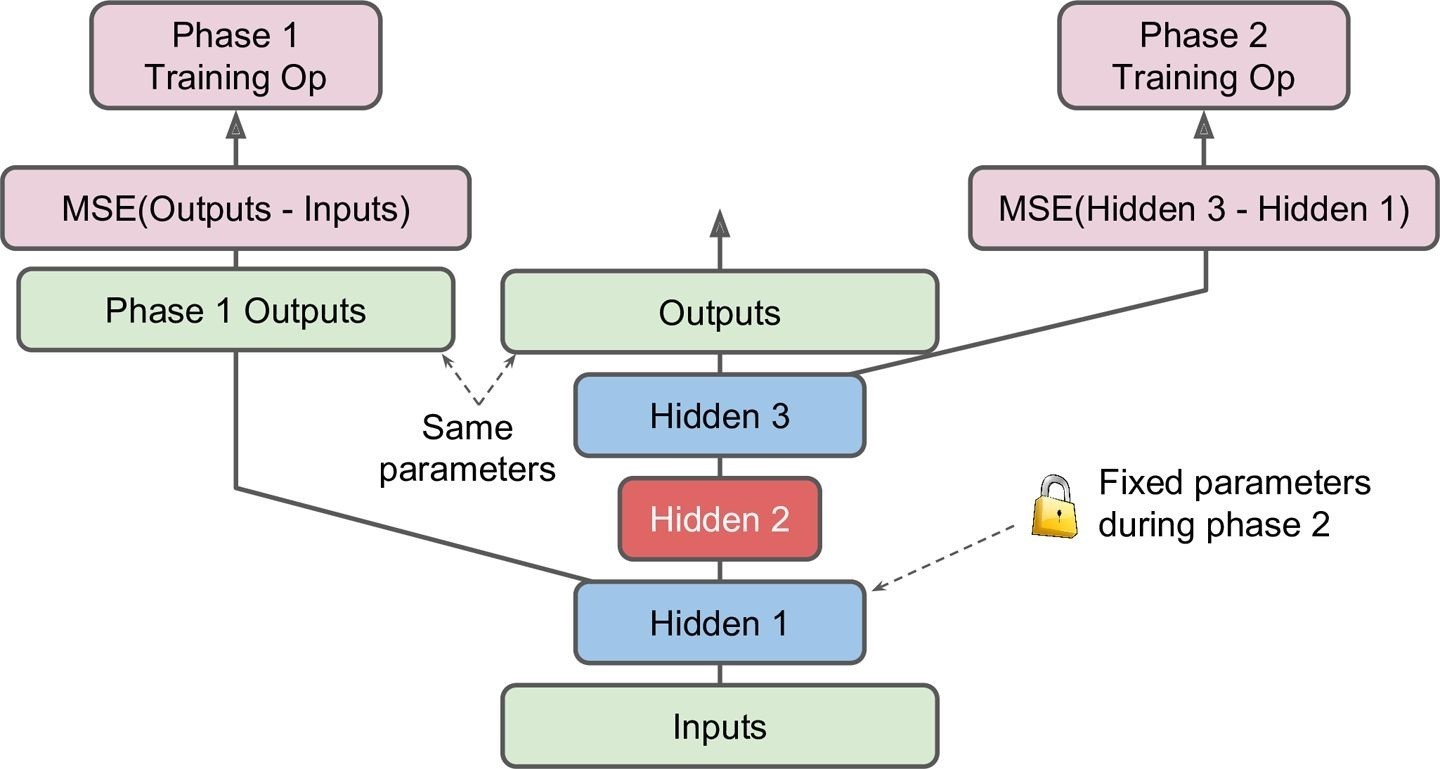 Phase 1
Training Op
Phase 2
Training Op
MSE(Outputs - Inputs)
MSE(Hidden 3 - Hidden 1)
Phase 1 Outputs
Outputs
Same
parameters
Hidden 3
Hidden 2
Fixed parameters
during phase 2
Hidden 1
Inputs